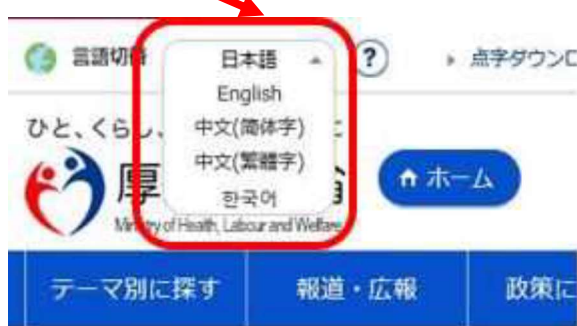 言語切替
日本語
?
点字ダウンロ
English
中文(简体字)
中文(繁體字)
한국어
ひと、くらし、
に
厚
省
Ministry of Health, Labour and Welfare
ホーム
テーマ別に探す
報道・広報
政策に